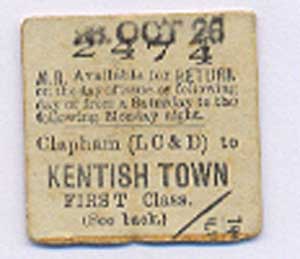 OCT 26
2474
M.R. Available for RETURN
on the day of issue or following
day or from a Saturday to the
following Monday night.
Clapham (L C & D) to
KENTISH TOWN
FIRST Class.
(See back.)